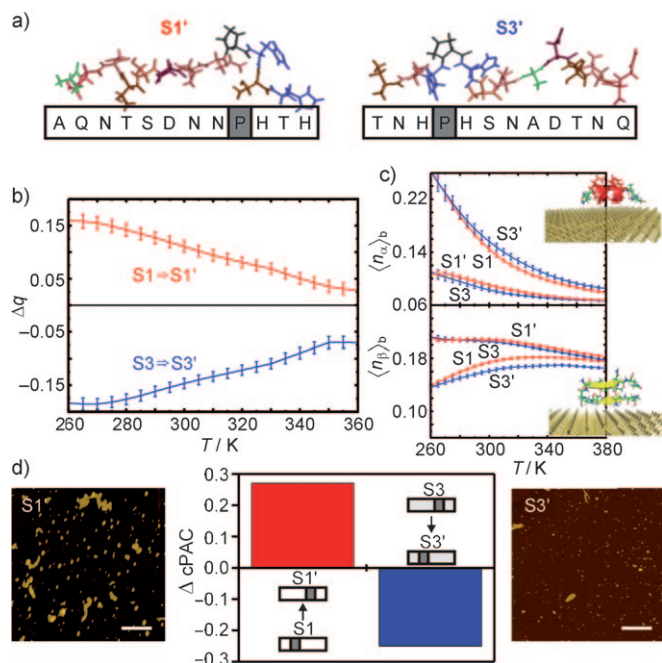 a)
S1'
S3'
A Q N T S D N N P H T H
T N H P H S N A D T N Q
b)
0.15
0.05
-0.05
-0.15
Δq
S1⇒S1'
S3⇒S3'
260 280 300 320 340 360
T / K
c)
0.22
0.14
0.06
⟨nα⟩b
S3'
S1' S1
S3
0.18
0.10
⟨nβ⟩b
S1'
S1 S3
S3'
260 300 340 380
T / K
d)
S1'
0.3
0.2
0.1
0.0
-0.1
-0.2
-0.3
Δ cPAC
S3
S3'
S1'
S1
S3'